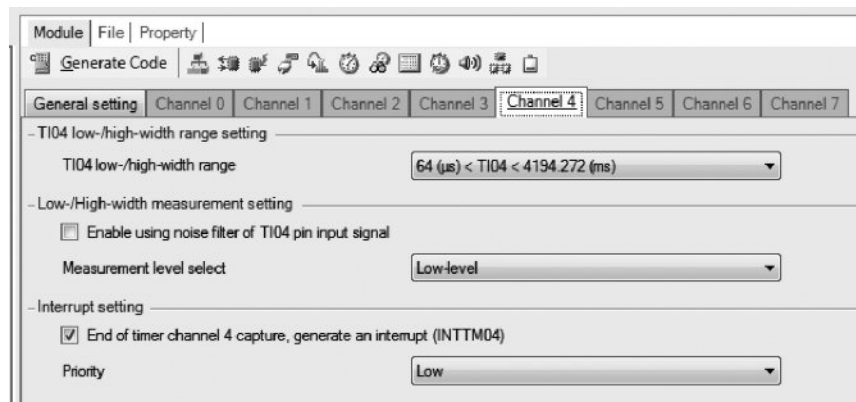 Module File Property
Generate Code
General setting Channel 0 Channel 1 Channel 2 Channel 3 Channel 4 Channel 5 Channel 6 Channel 7
TI04 low-/high-width range setting
TI04 low-/high-width range 64 (µs) < TI04 < 4194.272 (ms)
Low-/High-width measurement setting
Enable using noise filter of TI04 pin input signal
Measurement level select Low-level
Interrupt setting
End of timer channel 4 capture, generate an interrupt (INTTM04)
Priority Low